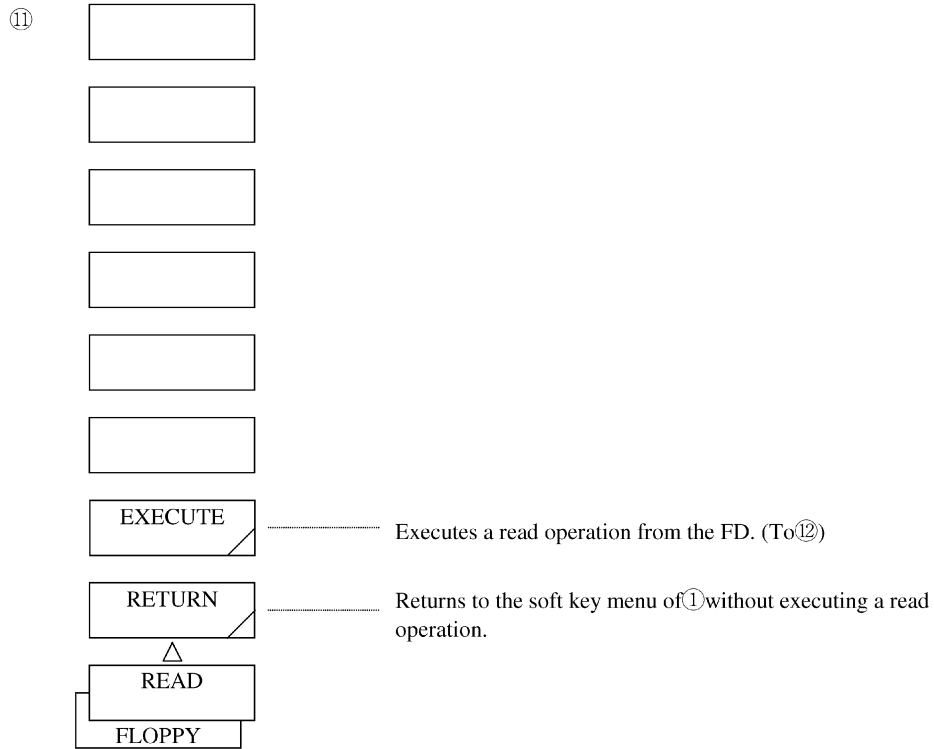 ⑪
EXECUTE
Executes a read operation from the FD. (To⑫)
RETURN
Returns to the soft key menu of①without executing a read
operation.
READ
FLOPPY